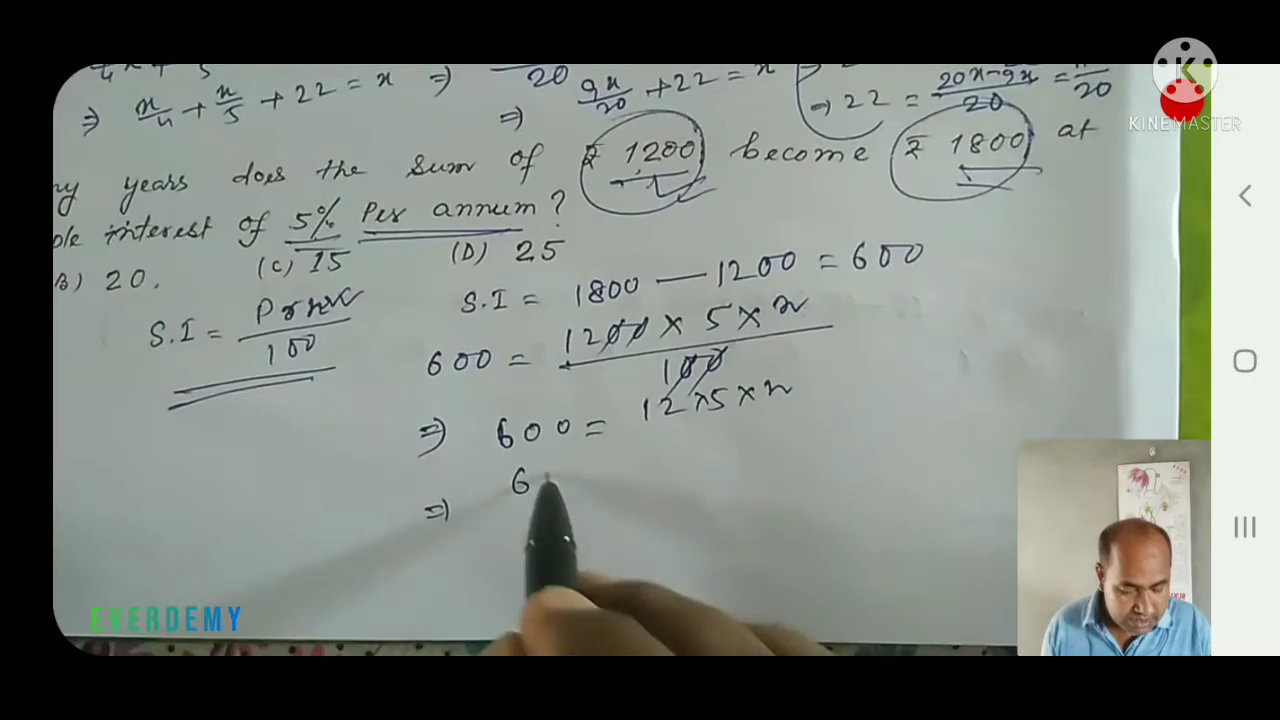 ⇒ x/4 + x/5 + 22 = x ⇒ 20
⇒ 9x/20 + 22 = x
⇒ 22 = 20x-9x/20 = /20
KINEMASTER
years does the sum of ₹ 1200 become ₹ 1800 at
interest of 5% Per annum?
B) 20. (C) 15 (D) 25
S.I = 1800 — 1200 = 600
S.I = /100
600 = 1200 × 5 × n/100
⇒ 600 = 12 × 5 × n
⇒ 6
EVERDEMY